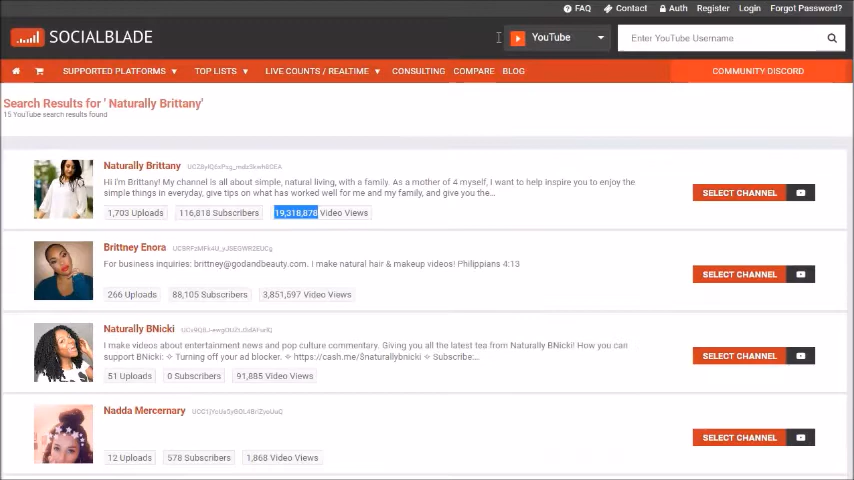 FAQ Contact Auth Register Login Forgot Password?
SOCIALBLADE YouTube Enter YouTube Username
SUPPORTED PLATFORMS TOP LISTS LIVE COUNTS / REALTIME CONSULTING COMPARE BLOG COMMUNITY DISCORD
Search Results for ' Naturally Brittany'
15 YouTube search results found
Naturally Brittany
Hi I'm Brittany! My channel is all about simple, natural living, with a family. As a mother of 4 myself, I want to help inspire you to enjoy the
simple things in everyday, give tips on what has worked well for me and my family, and give you the...
SELECT CHANNEL
1,703 Uploads 116,818 Subscribers 19,318,878 Video Views
Brittney Enora
For business inquiries: brittney@godandbeauty.com. I make natural hair & makeup videos! Philippians 4:13
SELECT CHANNEL
266 Uploads 88,105 Subscribers 3,851,597 Video Views
Naturally BNicki
I make videos about entertainment news and pop culture commentary. Giving you all the latest tea from Naturally BNicki! How you can
support BNicki: ✧ Turning off your ad blocker. ✧ https://cash.me/$naturallybnicki ✧ Subscribe:...
SELECT CHANNEL
51 Uploads 0 Subscribers 91,885 Video Views
Nadda Mercernary
SELECT CHANNEL
12 Uploads 578 Subscribers 1,868 Video Views